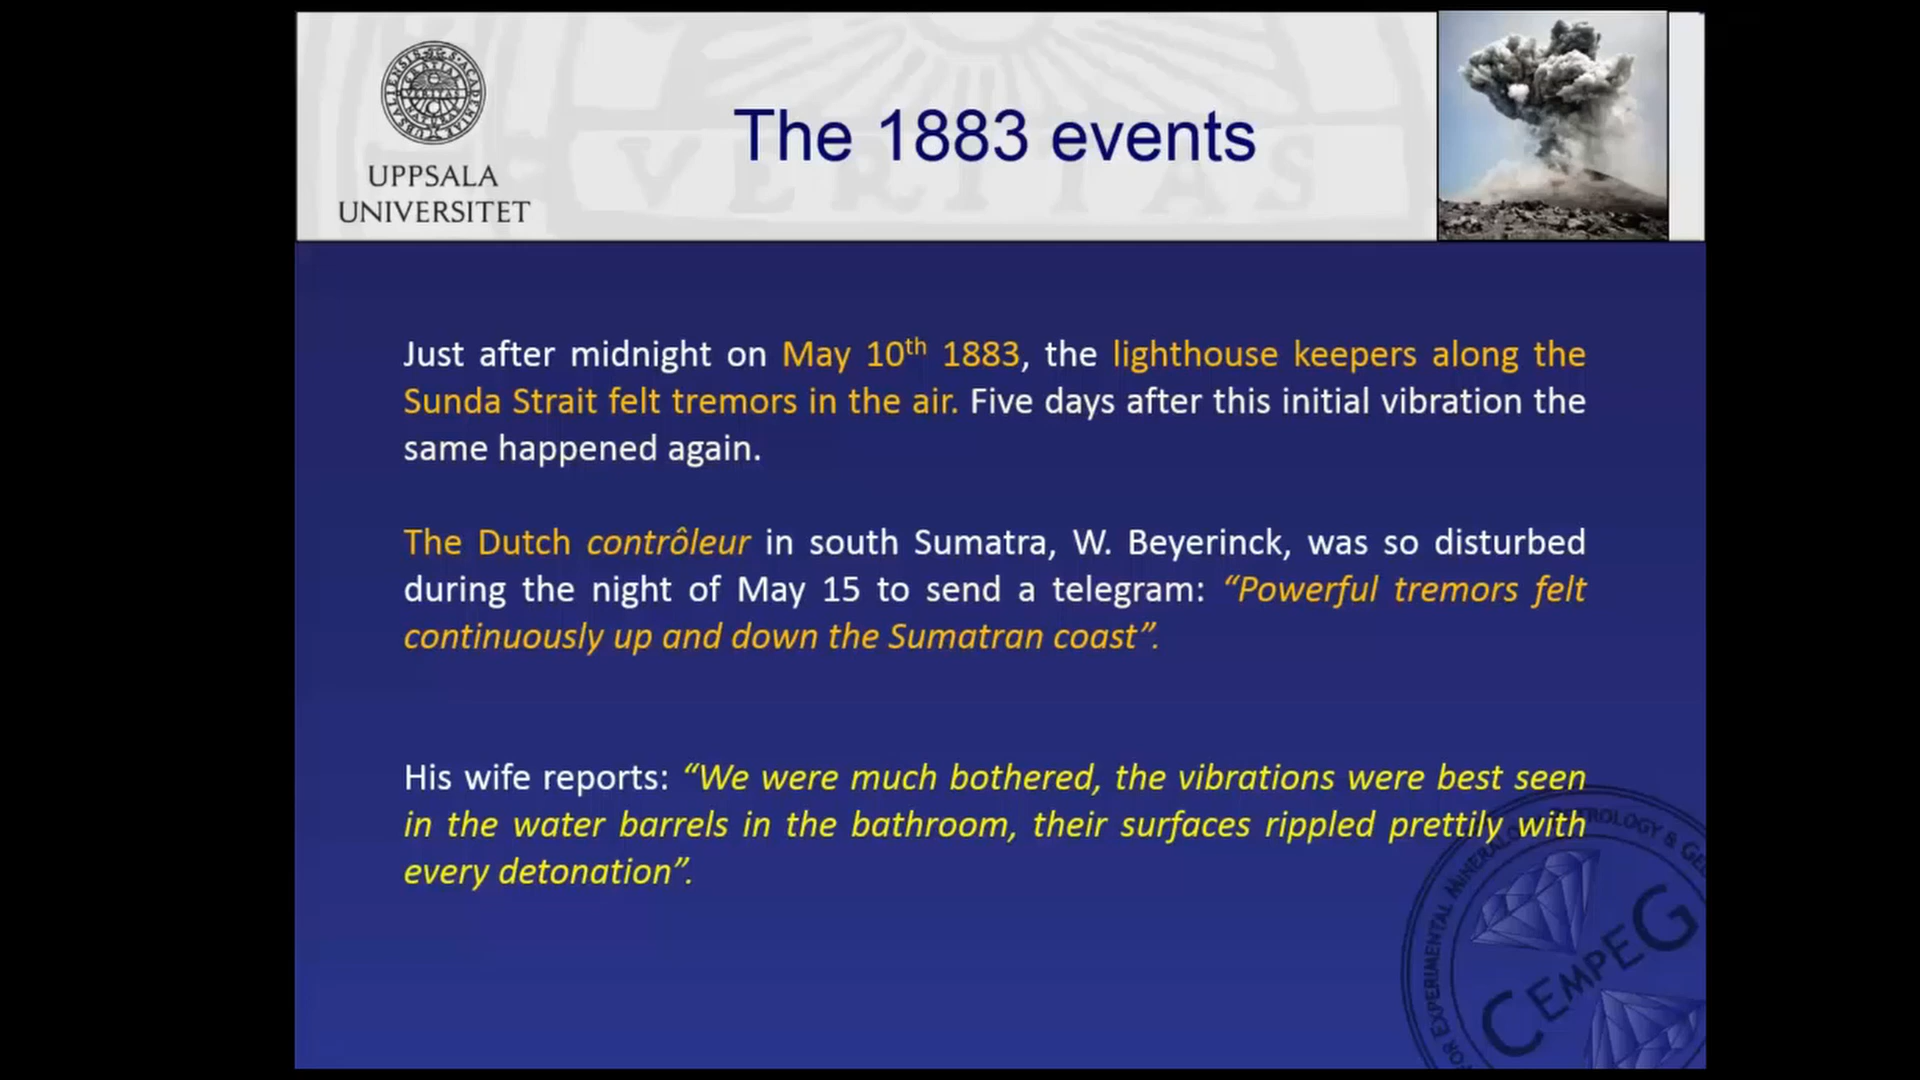 UPPSALA
UNIVERSITET
The 1883 events
VERITAS
Just after midnight on May 10th 1883, the lighthouse keepers along the
Sunda Strait felt tremors in the air. Five days after this initial vibration the
same happened again.
The Dutch contrôleur in south Sumatra, W. Beyerinck, was so disturbed
during the night of May 15 to send a telegram: “Powerful tremors felt
continuously up and down the Sumatran coast”.
His wife reports: “We were much bothered, the vibrations were best seen
in the water barrels in the bathroom, their surfaces rippled prettily with
every detonation”.
FOR EXPERIMENTAL
CEMPEG